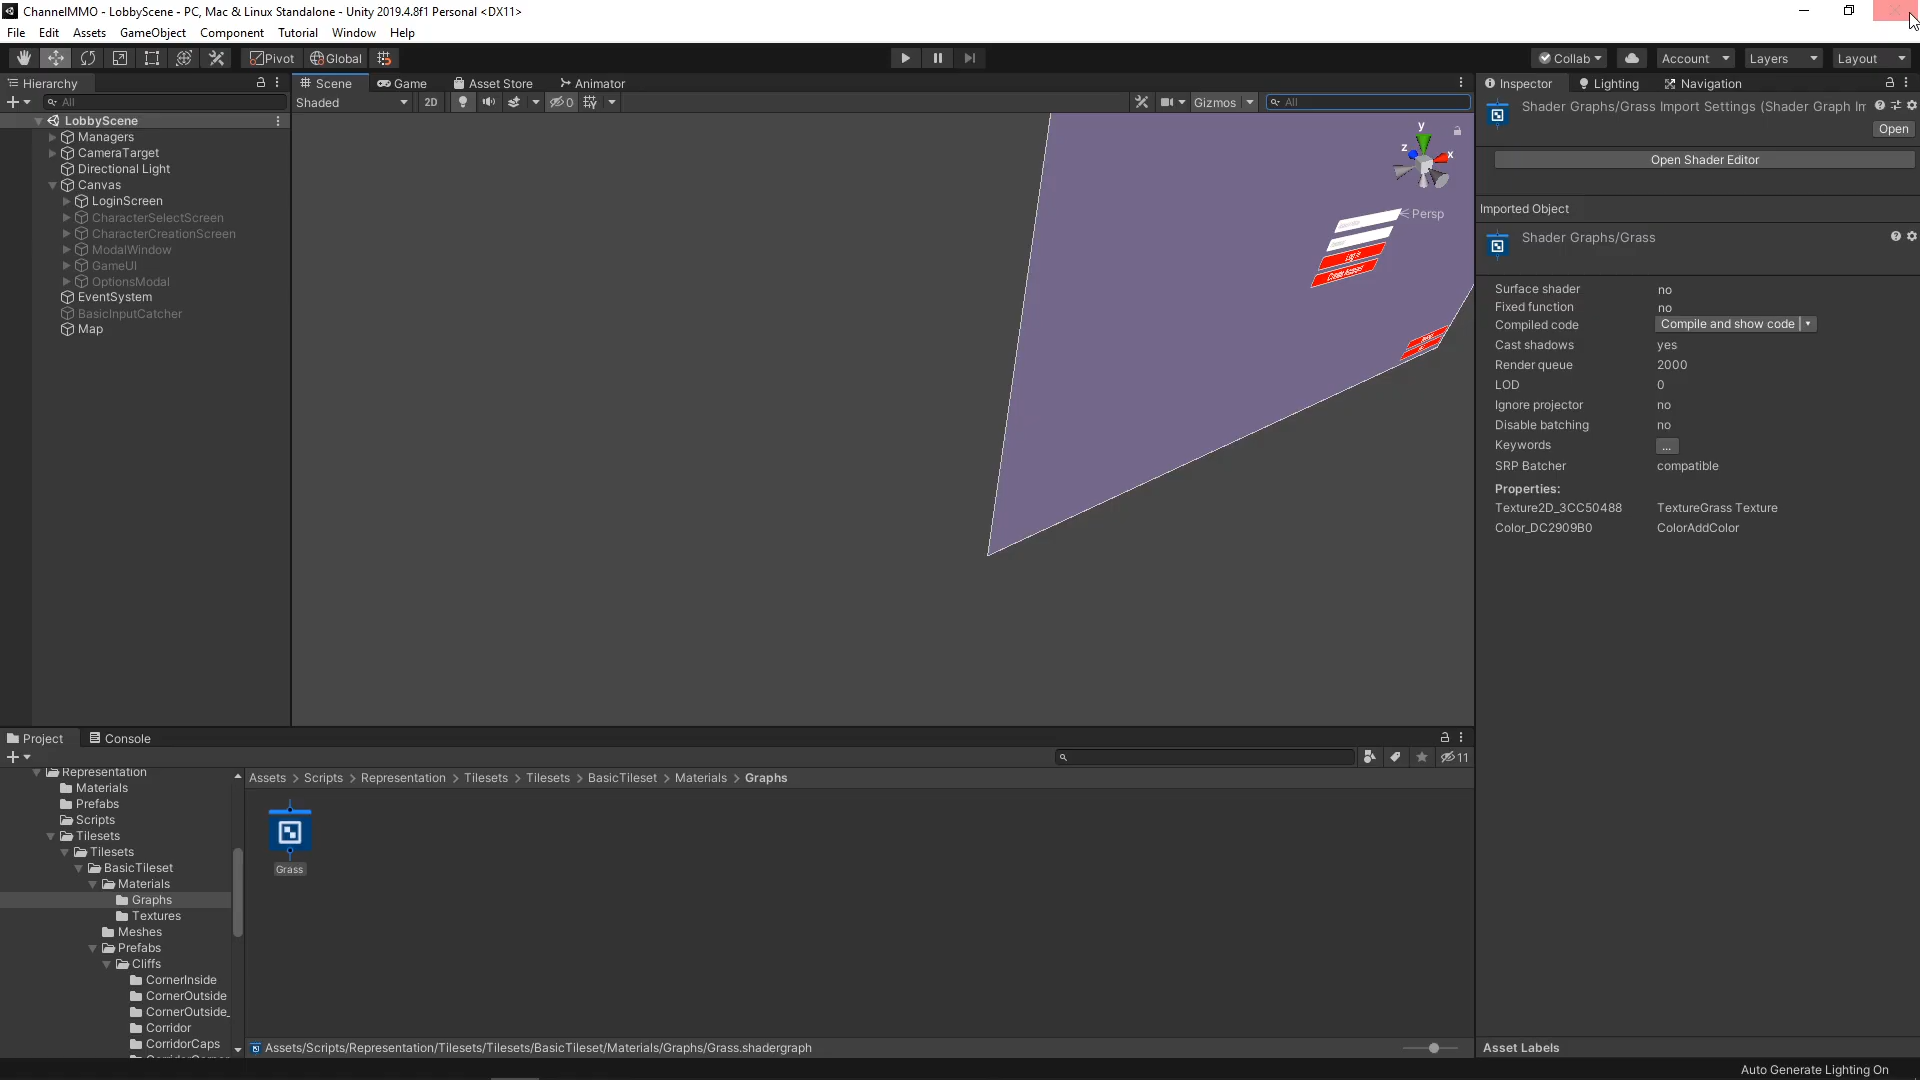 ChannelMMO - LobbyScene - PC, Mac & Linux Standalone - Unity 2019.4.8f1 Personal <DX11>
File Edit Assets GameObject Component Tutorial Window Help
Pivot Global Collab Account Layers Layout
Hierarchy
All
LobbyScene
Managers
CameraTarget
Directional Light
Canvas
LoginScreen
CharacterSelectScreen
CharacterCreationScreen
ModalWindow
GameUI
OptionsModal
EventSystem
BasicInputCatcher
Map
Scene Game Asset Store Animator
Shaded 2D 0 Gizmos All
y
z x
Persp
Log In
Create Account
Inspector Lighting Navigation
Shader Graphs/Grass Import Settings (Shader Graph Im
Open
Open Shader Editor
Imported Object
Shader Graphs/Grass
Surface shader no
Fixed function no
Compiled code Compile and show code
Cast shadows yes
Render queue 2000
LOD 0
Ignore projector no
Disable batching no
Keywords ...
SRP Batcher compatible
Properties:
Texture2D_3CC50488 TextureGrass Texture
Color_DC2909B0 ColorAddColor
Project Console
11
Representation
Materials
Prefabs
Scripts
Tilesets
Tilesets
BasicTileset
Materials
Graphs
Textures
Meshes
Prefabs
Cliffs
CornerInside
CornerOutside
CornerOutside_
Corridor
CorridorCaps
Assets > Scripts > Representation > Tilesets > Tilesets > BasicTileset > Materials > Graphs
Grass
Assets/Scripts/Representation/Tilesets/Tilesets/BasicTileset/Materials/Graphs/Grass.shadergraph
Asset Labels
Auto Generate Lighting On